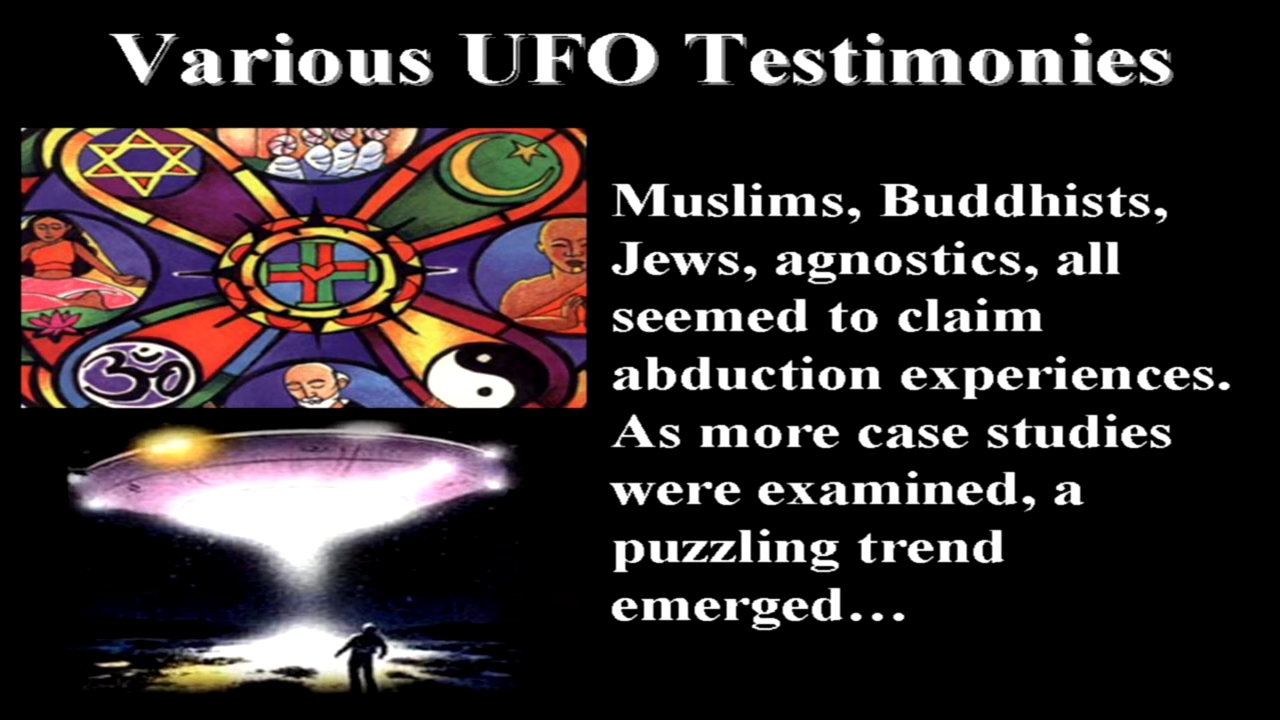 Various UFO Testimonies
Muslims, Buddhists,
Jews, agnostics, all
seemed to claim
abduction experiences.
As more case studies
were examined, a
puzzling trend
emerged…